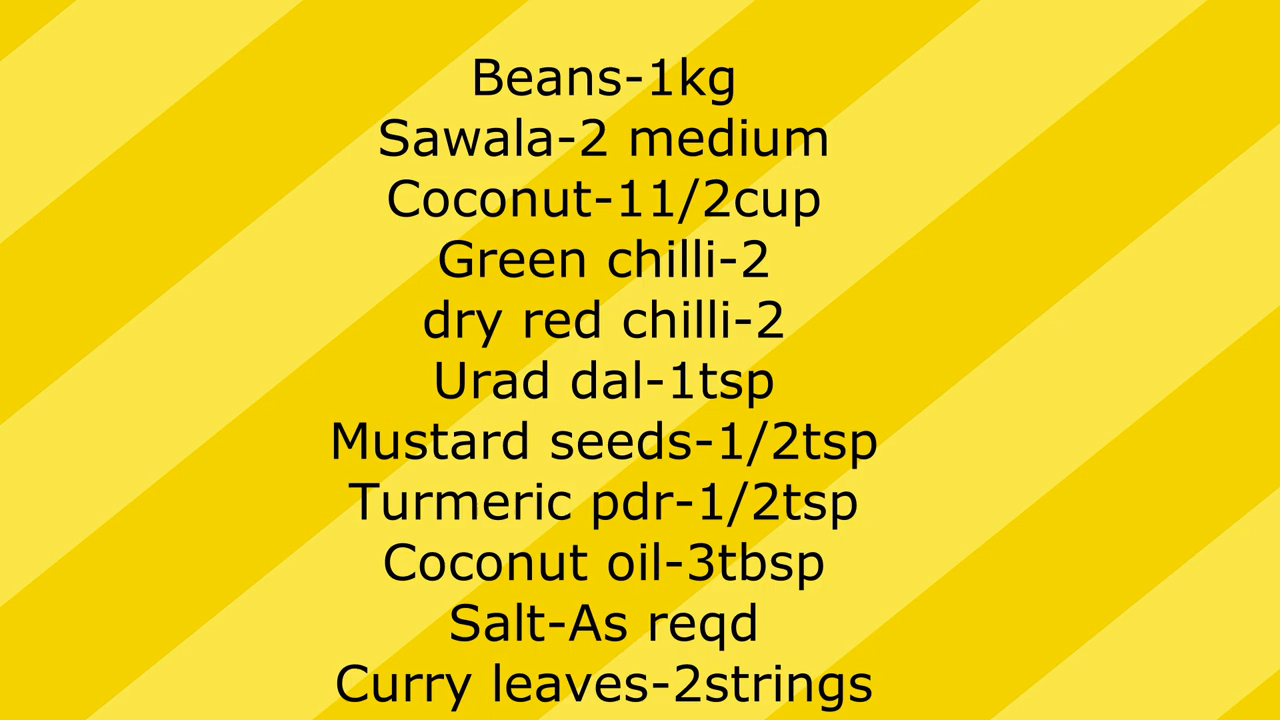 Beans-1kg
Sawala-2 medium
Coconut-11/2cup
Green chilli-2
dry red chilli-2
Urad dal-1tsp
Mustard seeds-1/2tsp
Turmeric pdr-1/2tsp
Coconut oil-3tbsp
Salt-As reqd
Curry leaves-2strings